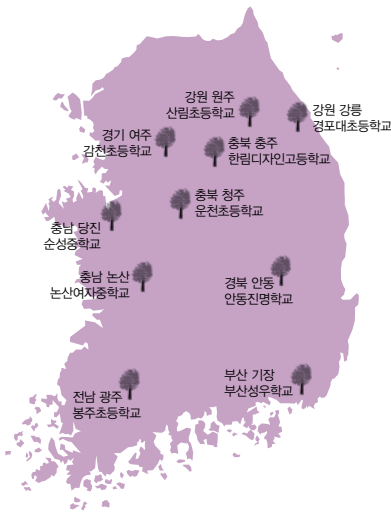 강원 원주
산림초등학교
강원 강릉
경포대초등학교
경기 여주
감천초등학교
충북 충주
한림디자인고등학교
충북 청주
운천초등학교
충남 당진
순성중학교
충남 논산
논산여자중학교
경북 안동
안동진명학교
부산 기장
부산성우학교
전남 광주
봉주초등학교